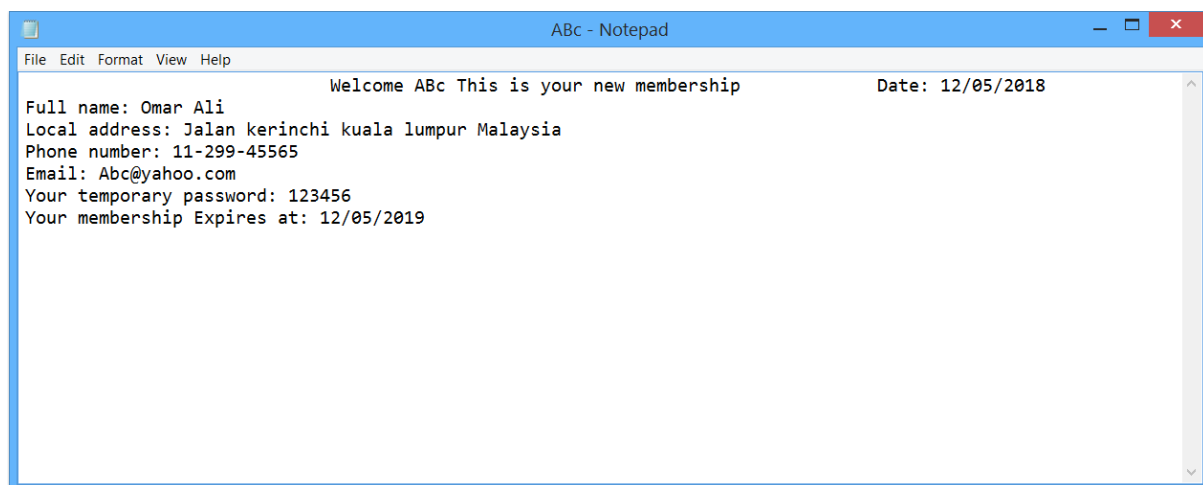 ABc - Notepad
File Edit Format View Help
Welcome ABc This is your new membership Date: 12/05/2018
Full name: Omar Ali
Local address: Jalan kerinchi kuala lumpur Malaysia
Phone number: 11-299-45565
Email: Abc@yahoo.com
Your temporary password: 123456
Your membership Expires at: 12/05/2019